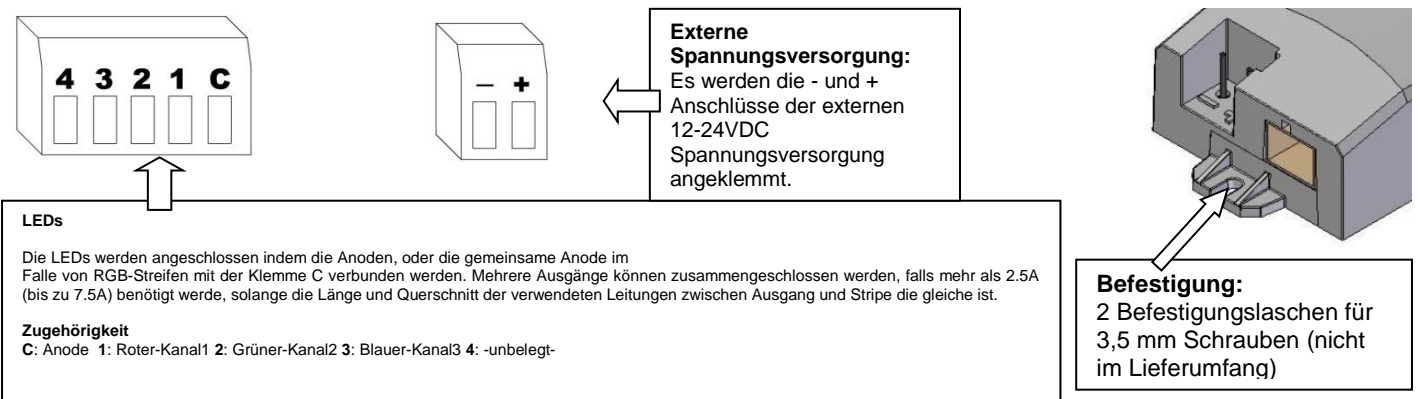 4 3 2 1 C
– +
Externe
Spannungsversorgung:
Es werden die - und +
Anschlüsse der externen
12-24VDC
Spannungsversorgung
angeklemmt.
LEDs
Die LEDs werden angeschlossen indem die Anoden, oder die gemeinsame Anode im
Falle von RGB-Streifen mit der Klemme C verbunden werden. Mehrere Ausgänge können zusammengeschlossen werden, falls mehr als 2.5A
(bis zu 7.5A) benötigt werde, solange die Länge und Querschnitt der verwendeten Leitungen zwischen Ausgang und Stripe die gleiche ist.
Zugehörigkeit
C: Anode 1: Roter-Kanal1 2: Grüner-Kanal2 3: Blauer-Kanal3 4: -unbelegt-
Befestigung:
2 Befestigungslaschen für
3,5 mm Schrauben (nicht
im Lieferumfang)